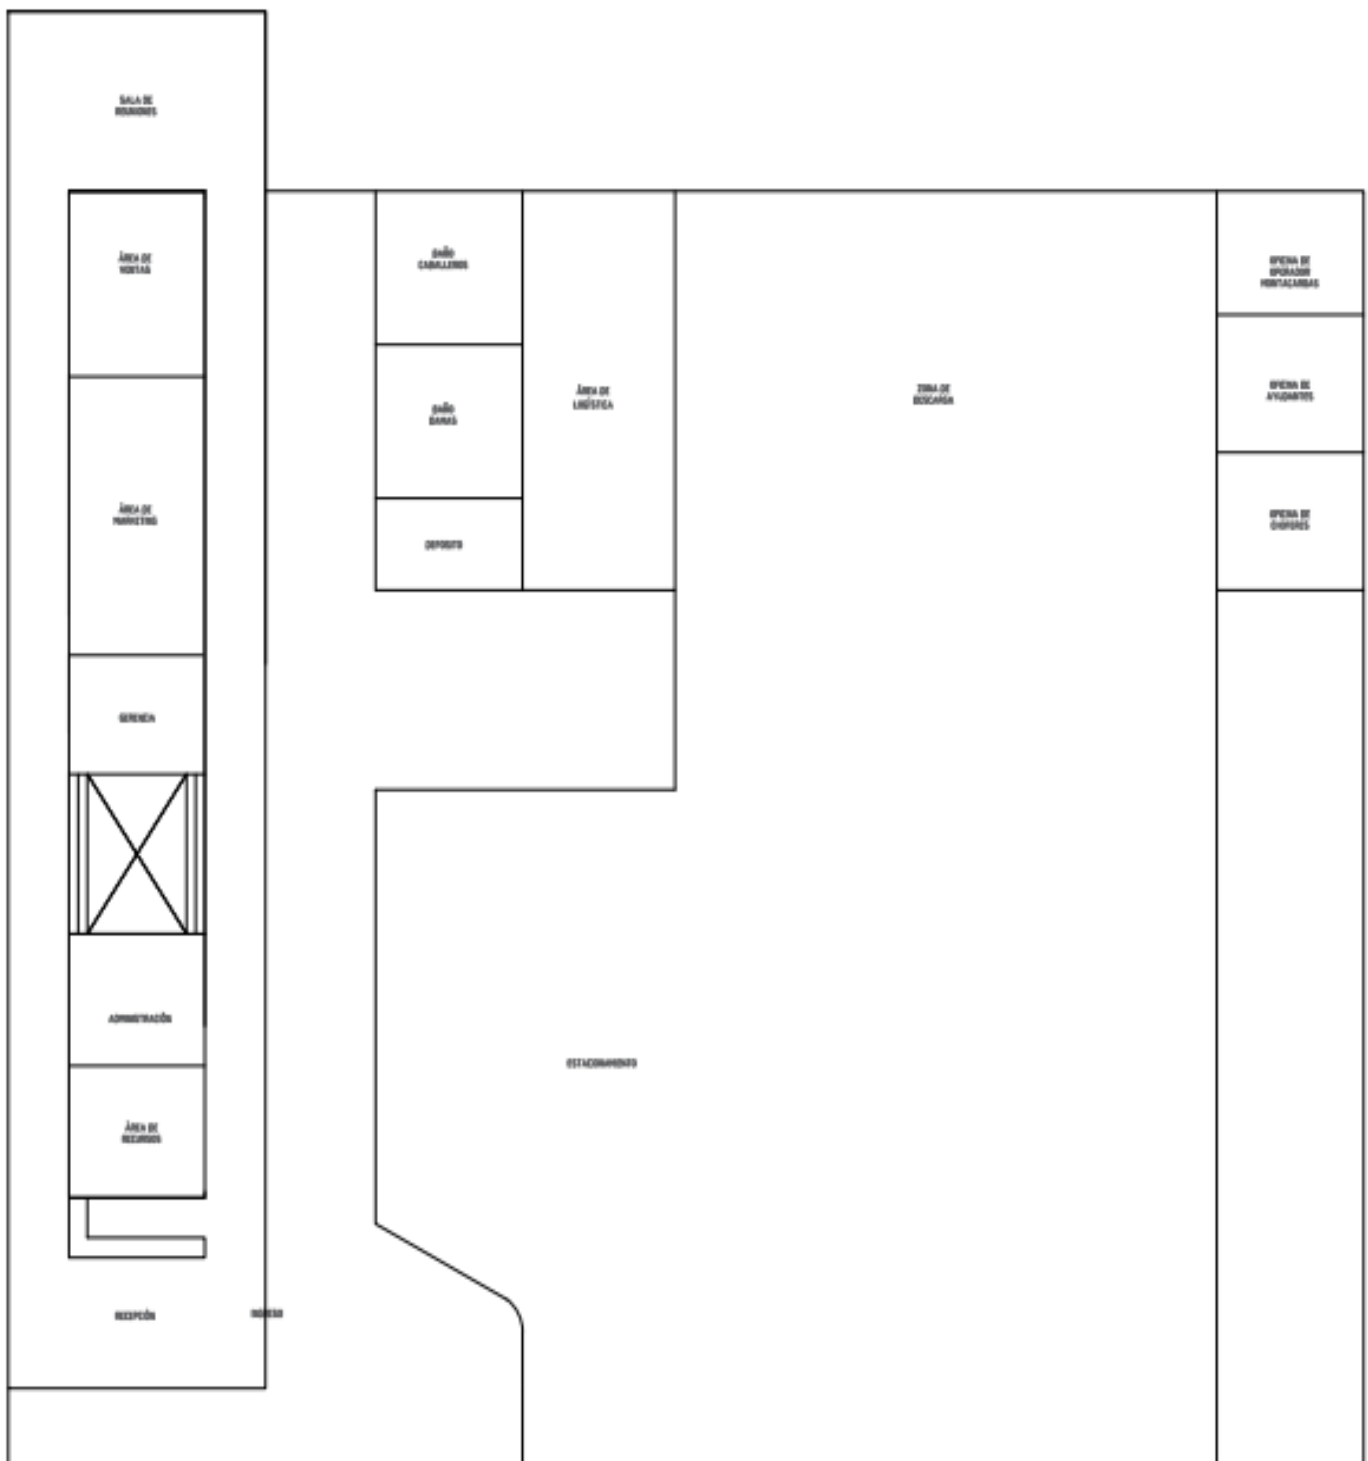 SALA DE
REUNIONES
ÁREA DE
VENTAS
BAÑO
CABALLEROS
OFICINA DE
OPERADOR
MONTACARGAS
ÁREA DE
LOGÍSTICA
ZONA DE
DESCARGA
OFICINA DE
AYUDANTES
BAÑO
DAMAS
ÁREA DE
MARKETING
OFICINA DE
CHOFERES
DEPOSITO
GERENCIA
ADMINISTRACIÓN
ESTACIONAMIENTO
ÁREA DE
RECURSOS
RECEPCIÓN
INGRESO